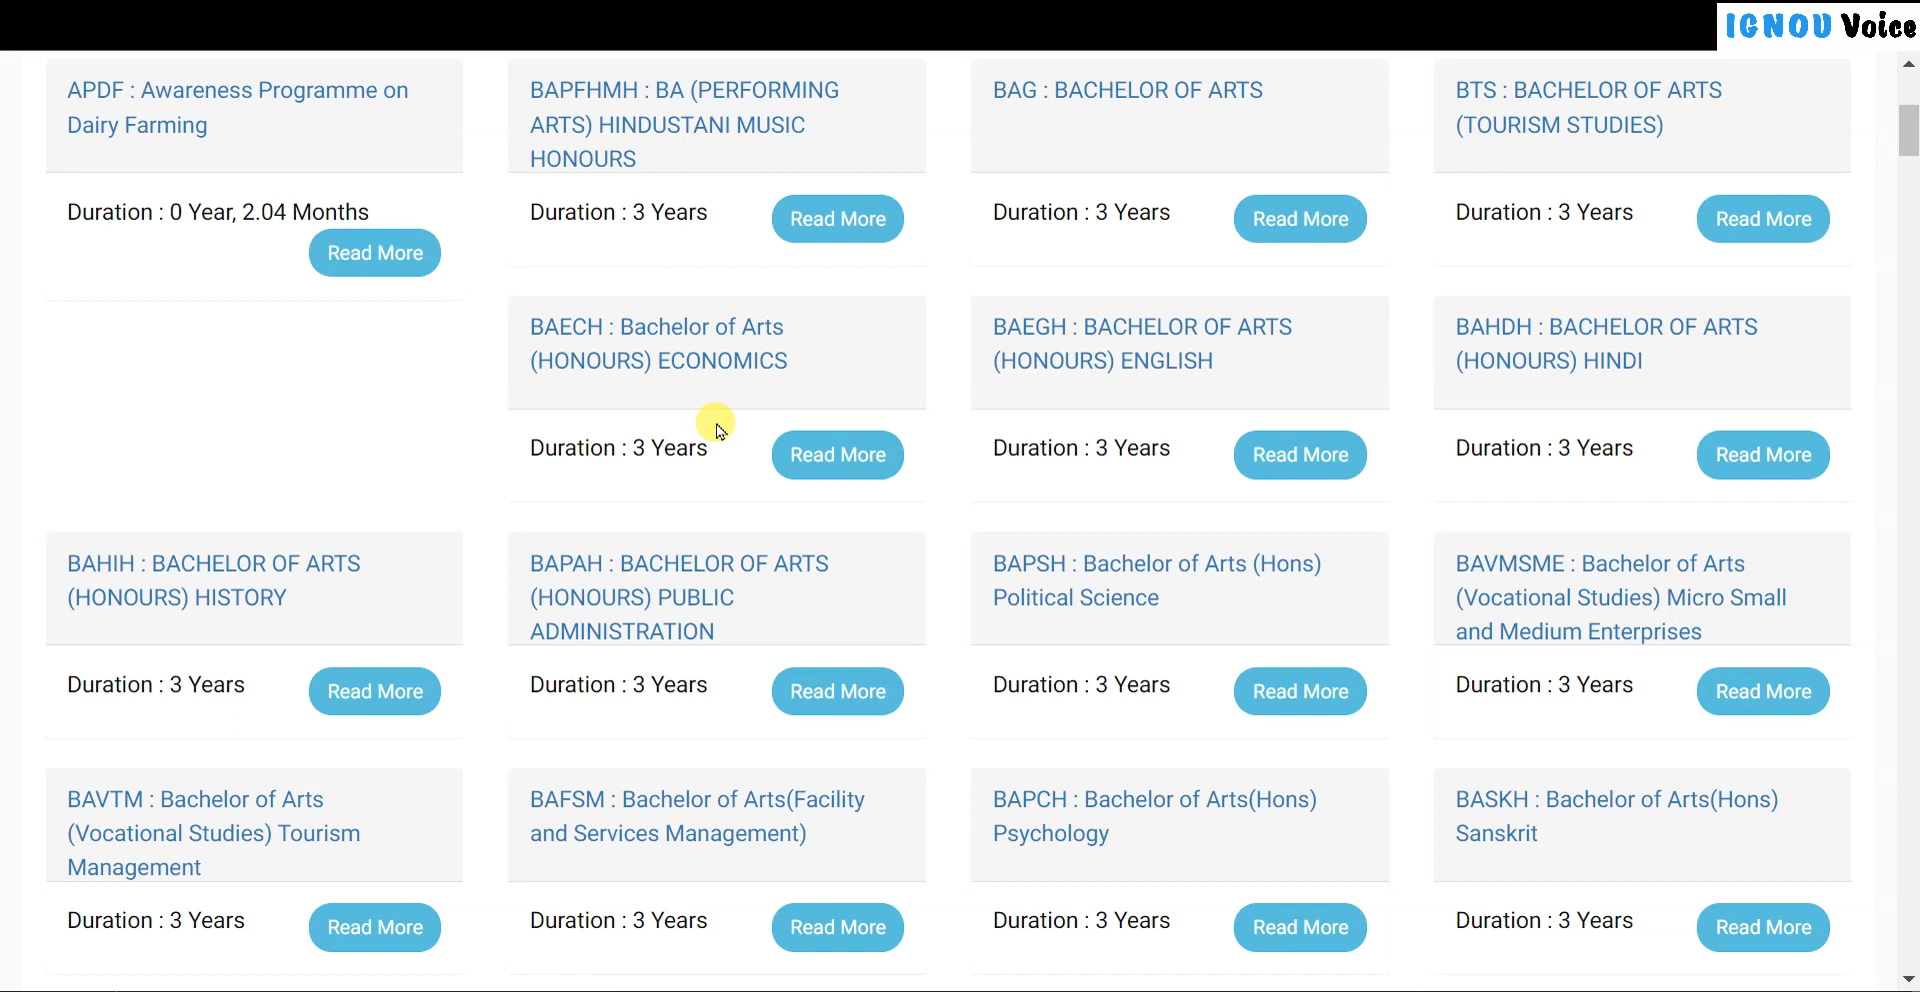 IGNOU Voice
APDF : Awareness Programme on
Dairy Farming
Duration : 0 Year, 2.04 Months
Read More
BAPFHMH : BA (PERFORMING
ARTS) HINDUSTANI MUSIC
HONOURS
Duration : 3 Years
Read More
BAG : BACHELOR OF ARTS
Duration : 3 Years
Read More
BTS : BACHELOR OF ARTS
(TOURISM STUDIES)
Duration : 3 Years
Read More
BAECH : Bachelor of Arts
(HONOURS) ECONOMICS
Duration : 3 Years
Read More
BAEGH : BACHELOR OF ARTS
(HONOURS) ENGLISH
Duration : 3 Years
Read More
BAHDH : BACHELOR OF ARTS
(HONOURS) HINDI
Duration : 3 Years
Read More
BAHIH : BACHELOR OF ARTS
(HONOURS) HISTORY
Duration : 3 Years
Read More
BAPAH : BACHELOR OF ARTS
(HONOURS) PUBLIC
ADMINISTRATION
Duration : 3 Years
Read More
BAPSH : Bachelor of Arts (Hons)
Political Science
Duration : 3 Years
Read More
BAVMSME : Bachelor of Arts
(Vocational Studies) Micro Small
and Medium Enterprises
Duration : 3 Years
Read More
BAVTM : Bachelor of Arts
(Vocational Studies) Tourism
Management
Duration : 3 Years
Read More
BAFSM : Bachelor of Arts(Facility
and Services Management)
Duration : 3 Years
Read More
BAPCH : Bachelor of Arts(Hons)
Psychology
Duration : 3 Years
Read More
BASKH : Bachelor of Arts(Hons)
Sanskrit
Duration : 3 Years
Read More